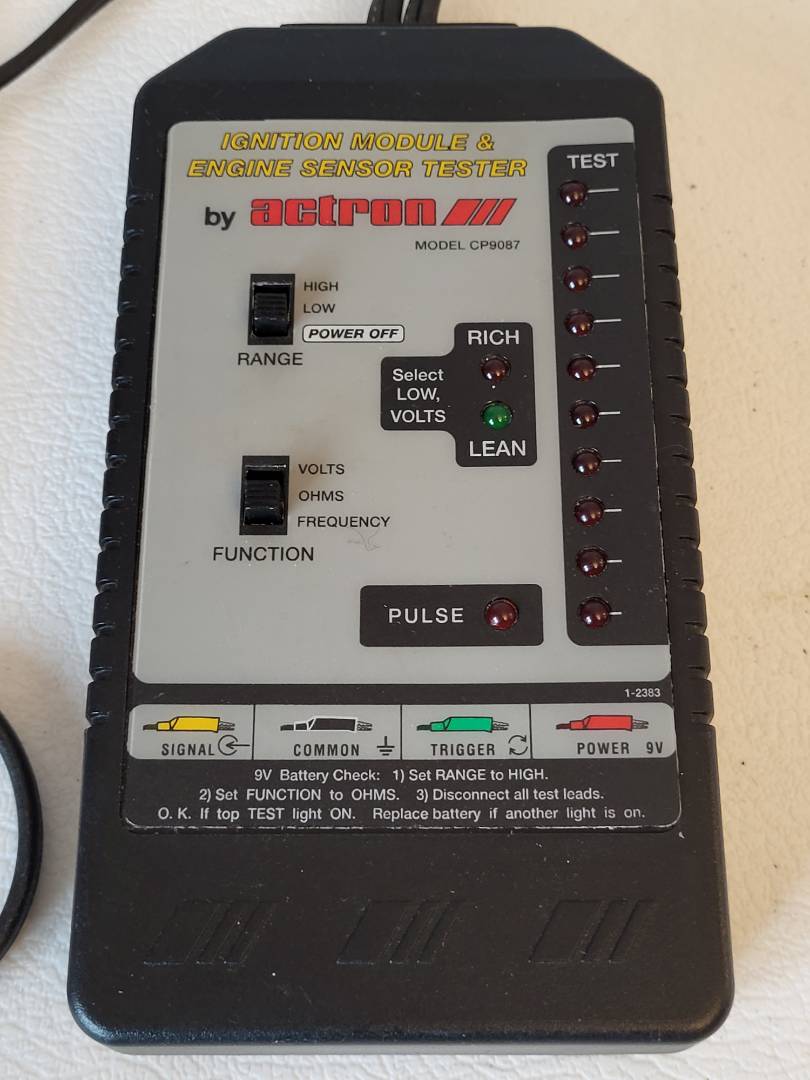 IGNITION MODULE &
ENGINE SENSOR TESTER
by actron
MODEL CP9087
TEST
HIGH
LOW
POWER OFF
RANGE
RICH
Select
LOW,
VOLTS
LEAN
VOLTS
OHMS
FREQUENCY
FUNCTION
PULSE
1-2383
SIGNAL
COMMON
TRIGGER
POWER 9V
9V Battery Check: 1) Set RANGE to HIGH.
2) Set FUNCTION to OHMS. 3) Disconnect all test leads.
O. K. If top TEST light ON. Replace battery if another light is on.